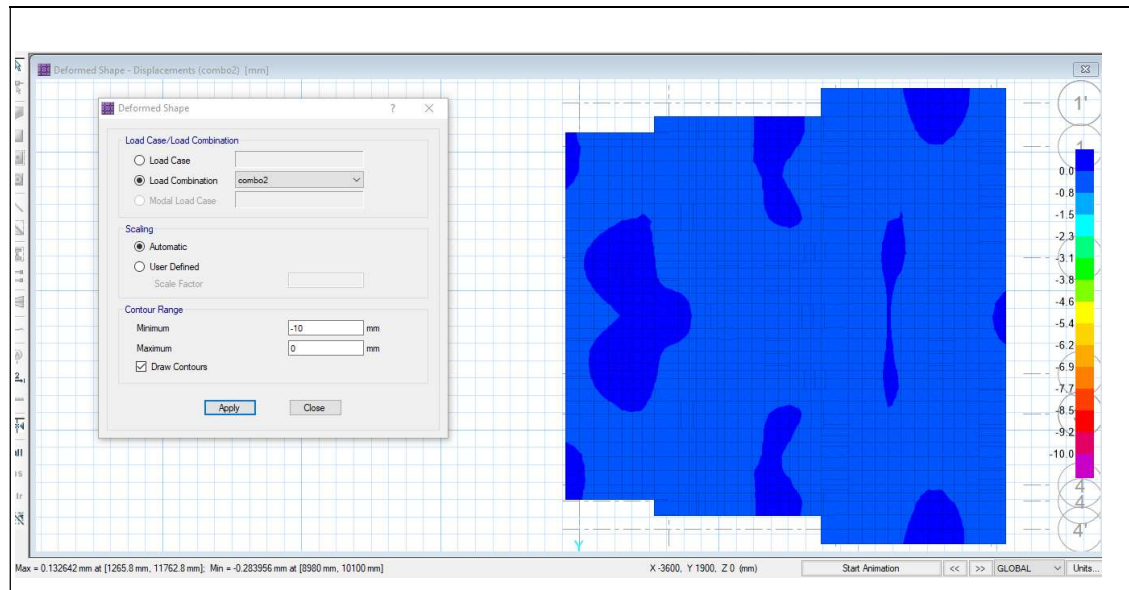 Deformed Shape - Displacements (combo2) [mm]
Deformed Shape
Load Case/Load Combination
Load Case
Load Combination combo2
Modal Load Case
Scaling
Automatic
User Defined
Scale Factor
Contour Range
Minimum -10 mm
Maximum 0 mm
Draw Contours
Apply Close
1'
1
0.0
-0.8
-1.5
-2.3
-3.1
-3.8
-4.6
-5.4
-6.2
-6.9
-7.7
-8.5
-9.2
-10.0
4
4
4'
Y
all
Max = 0.132642 mm at [1265.8 mm, 11762.8 mm]; Min = -0.283956 mm at [8980 mm, 10100 mm] X -3600, Y 1900, Z 0 (mm) Start Animation << >> GLOBAL Units...